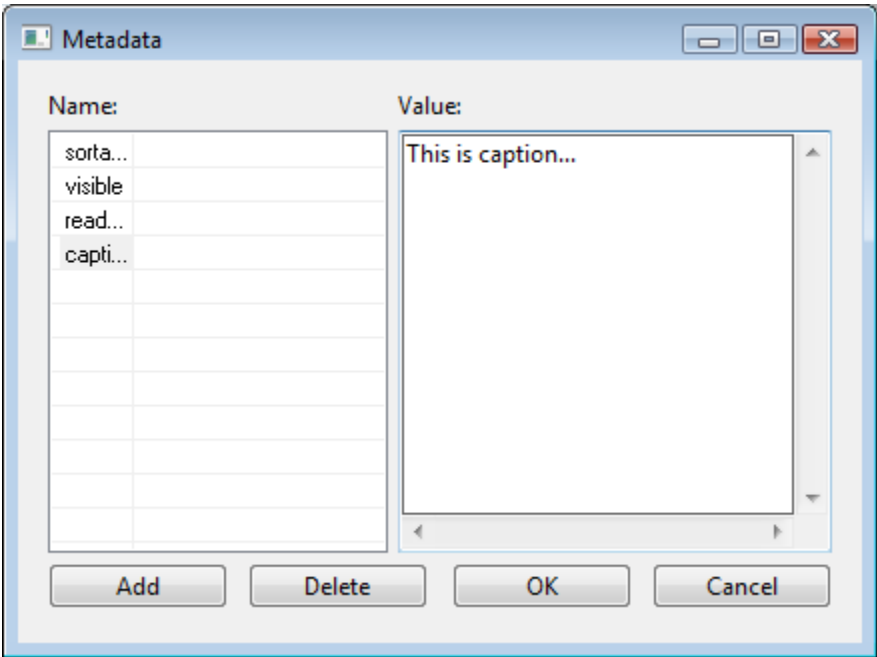 Metadata
Name:
Value:
sorta...
visible
read...
capti...
This is caption...
Add
Delete
OK
Cancel